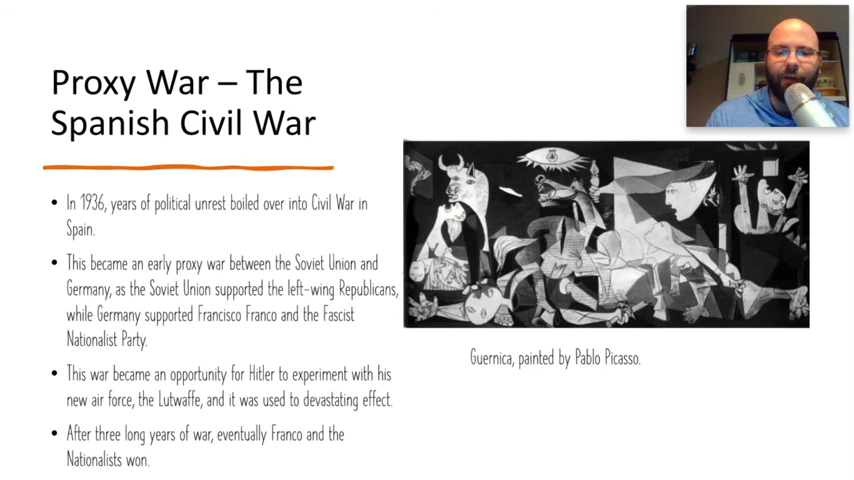 Proxy War – The
Spanish Civil War
• In 1936, years of political unrest boiled over into Civil War in
Spain.
• This became an early proxy war between the Soviet Union and
Germany, as the Soviet Union supported the left-wing Republicans,
while Germany supported Francisco Franco and the Fascist
Nationalist Party.
• This war became an opportunity for Hitler to experiment with his
new air force, the Lutwaffe, and it was used to devastating effect.
• After three long years of war, eventually Franco and the
Nationalists won.
Guernica, painted by Pablo Picasso.